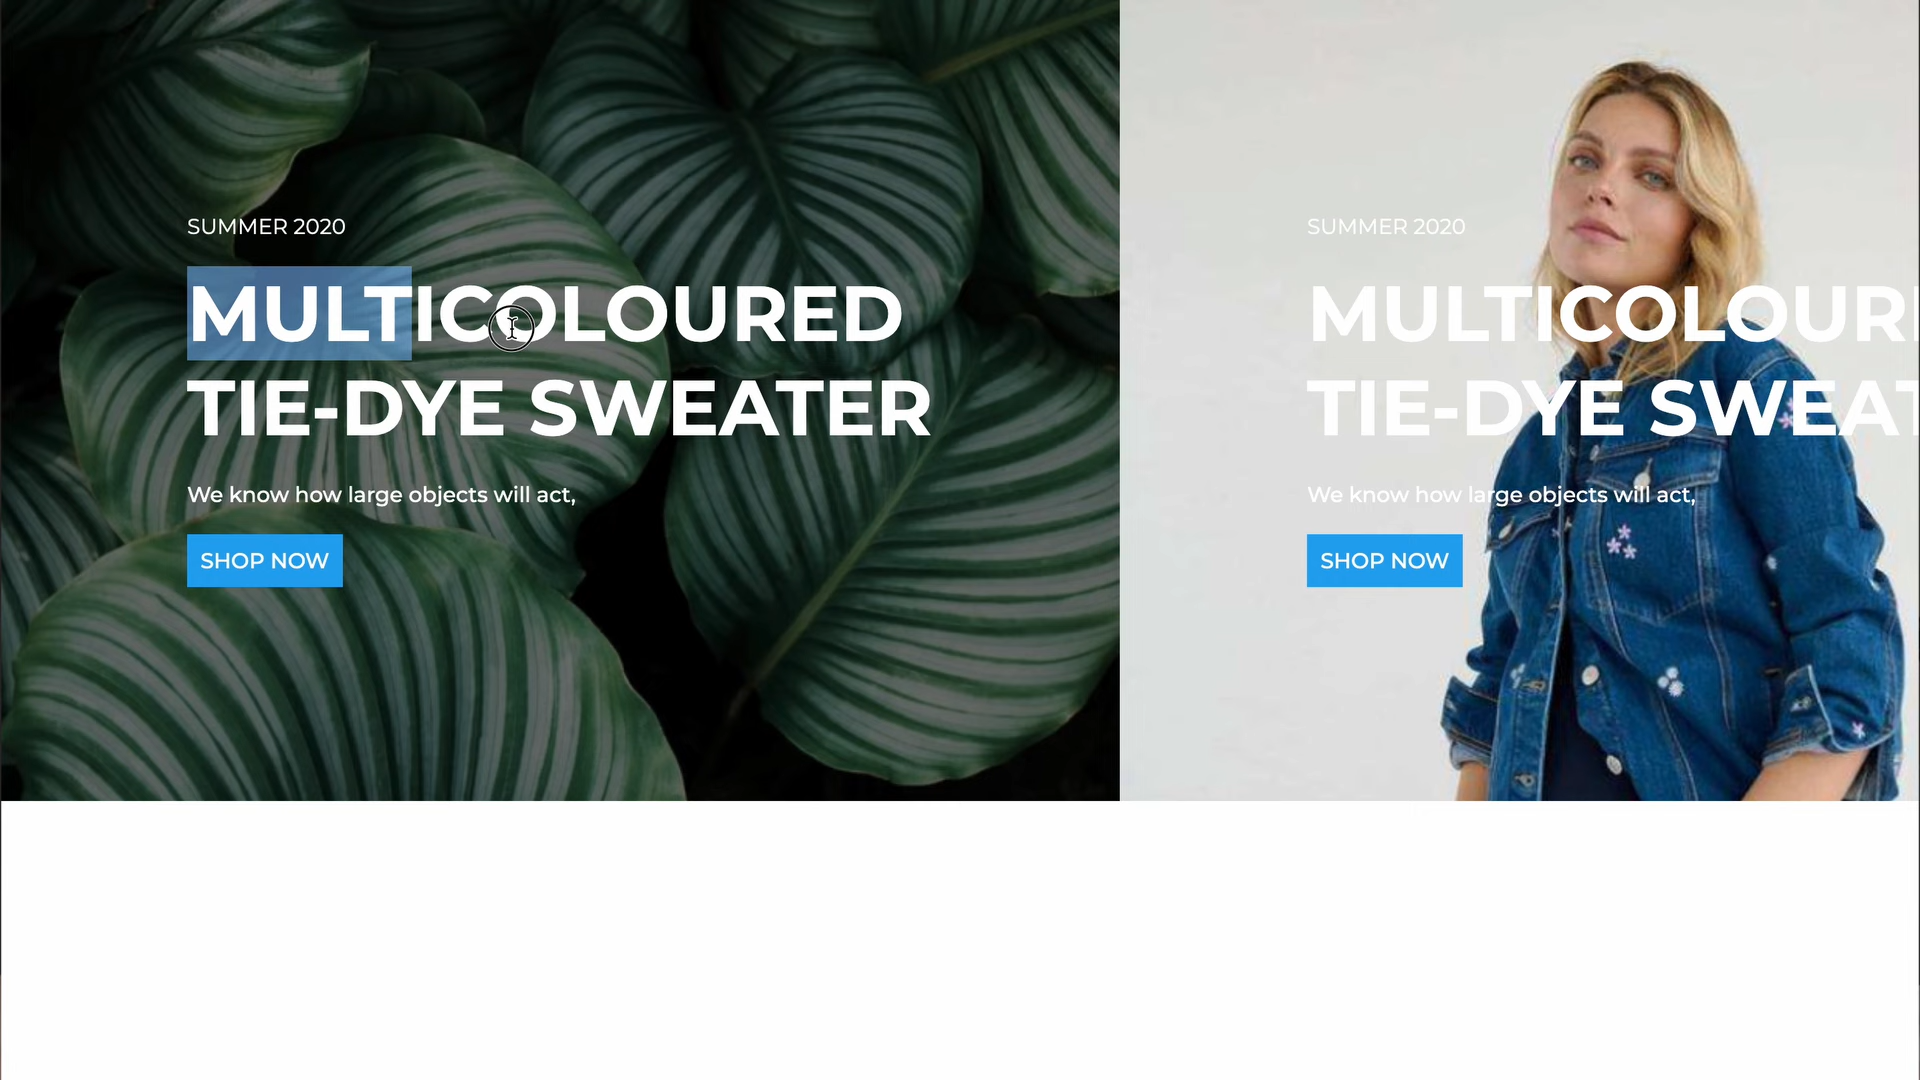 SUMMER 2020
MULTICOLOURED
TIE-DYE SWEATER
We know how large objects will act,
SHOP NOW
SUMMER 2020
MULTICOLOUR
TIE-DYE SWEAT
We know how large objects will act,
SHOP NOW